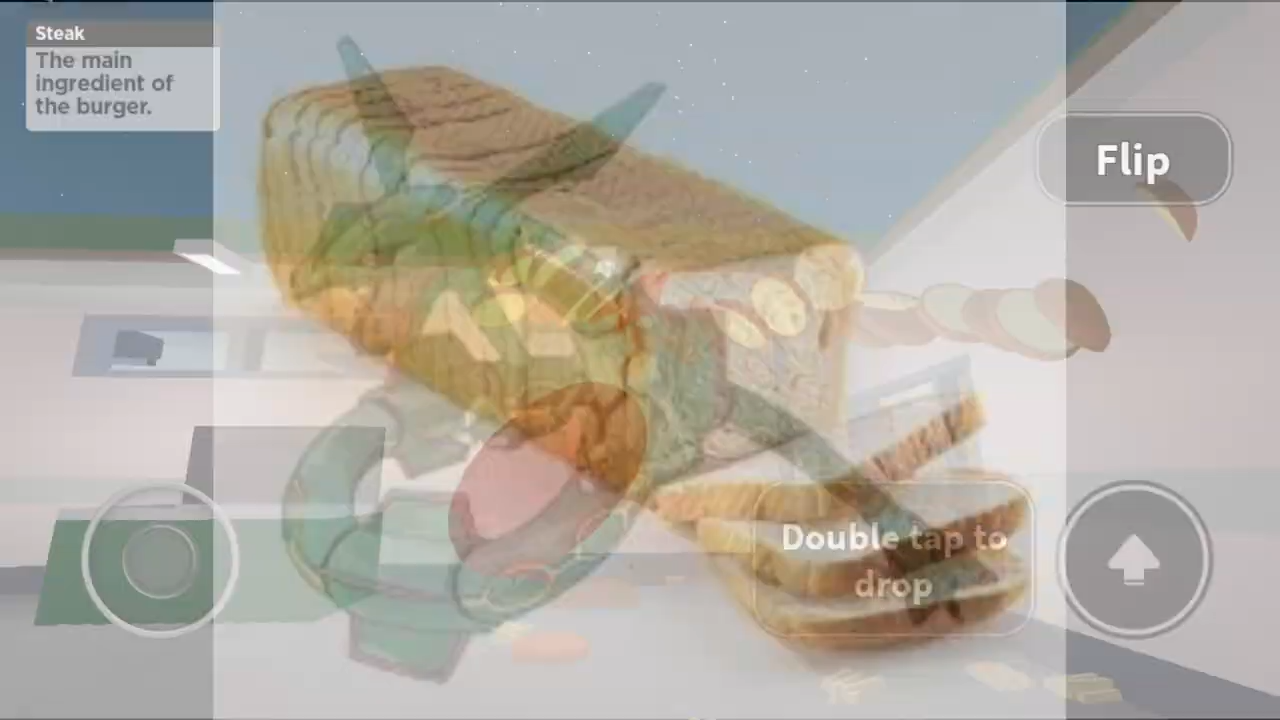 Steak
The main
ingredient of
the burger.
Flip
Double tap to
drop